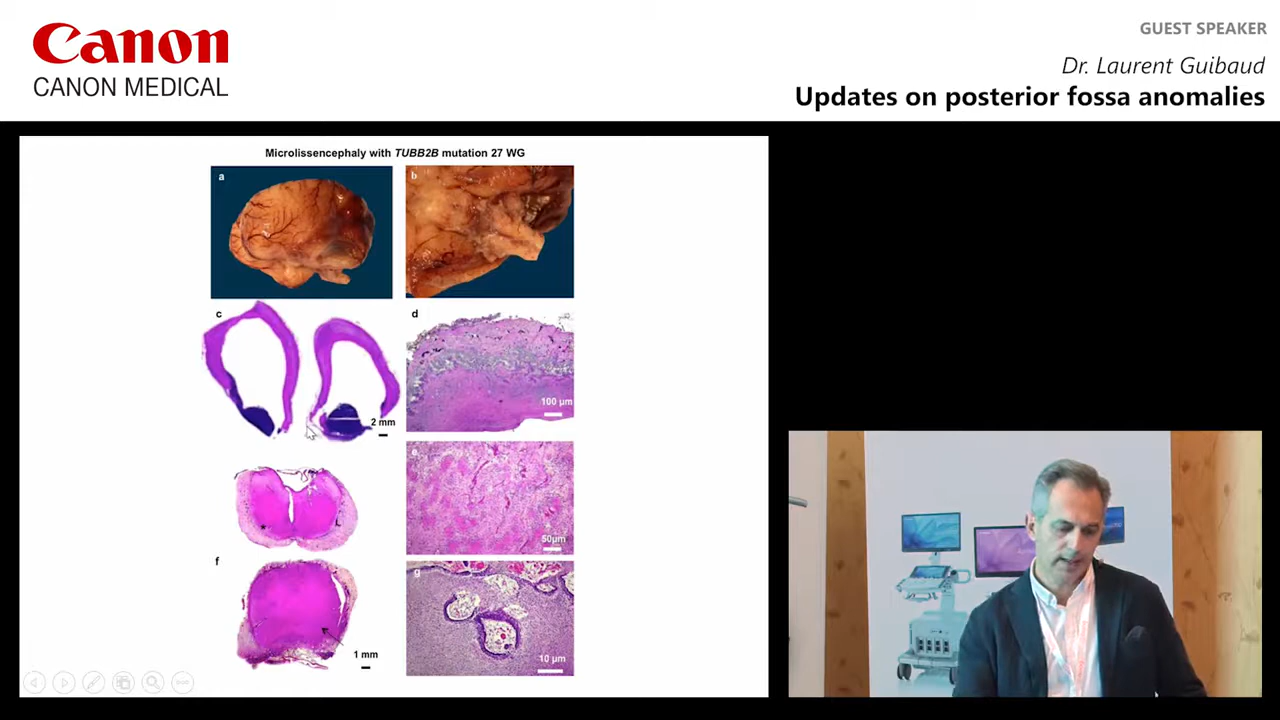 Canon
CANON MEDICAL
GUEST SPEAKER
Dr. Laurent Guibaud
Updates on posterior fossa anomalies
Microlissencephaly with TUBB2B mutation 27 WG
a
b
c
d
2 mm
100 µm
e
50µm
f
g
1 mm
10 µm